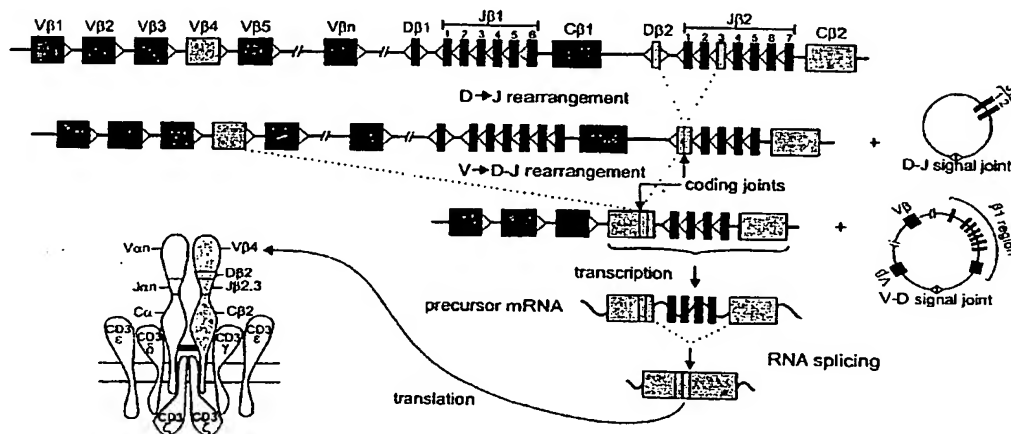 Vβ1 Vβ2 Vβ3 Vβ4 Vβ5 Vβn Dβ1 Jβ1 Cβ1 Dβ2 Jβ2 Cβ2
1 2 3 4 5 6 1 2 3 4 5 6 7
D→J rearrangement
+
D-J signal joint
V→D-J rearrangement
coding joints
+
Vβ
β1 region
Vβ
V-D signal joint
transcription
precursor mRNA
RNA splicing
translation
Vαn Vβ4
Dβ2
Jαn Jβ2.3
Cα Cβ2
CD3 ε CD3 δ CD3 γ CD3 ε
CD3 ζ CD3 ζ